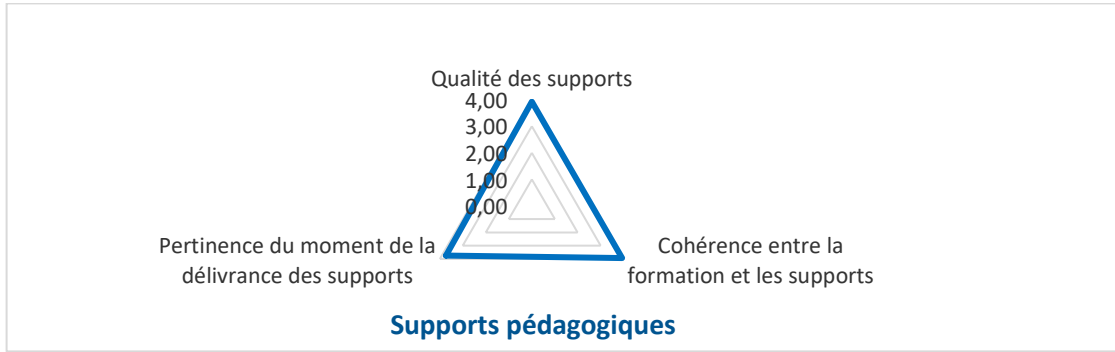 Qualité des supports
4,00
3,00
2,00
1,00
0,00
Pertinence du moment de la
délivrance des supports
Cohérence entre la
formation et les supports
Supports pédagogiques